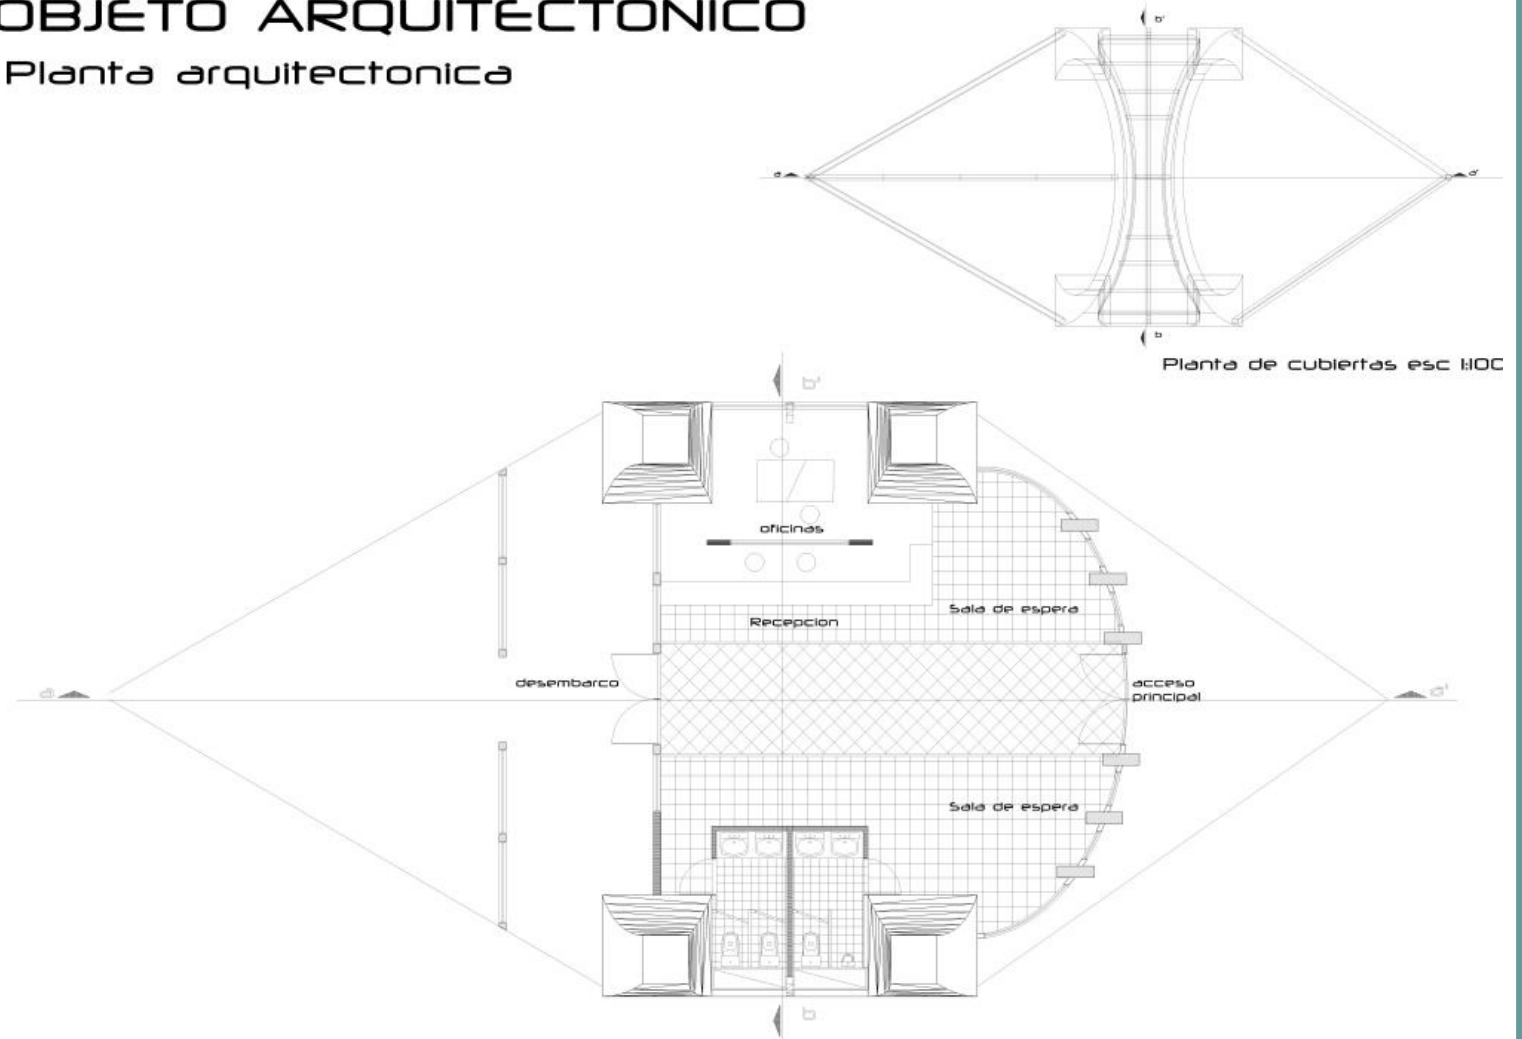 OBJETO ARQUITECTONICO
Planta arquitectonica
b'
a
a'
b
Planta de cubiertas esc 1:100
b'
oficinas
Sala de espera
Recepcion
desembarco
acceso
principal
a
a'
Sala de espera
b